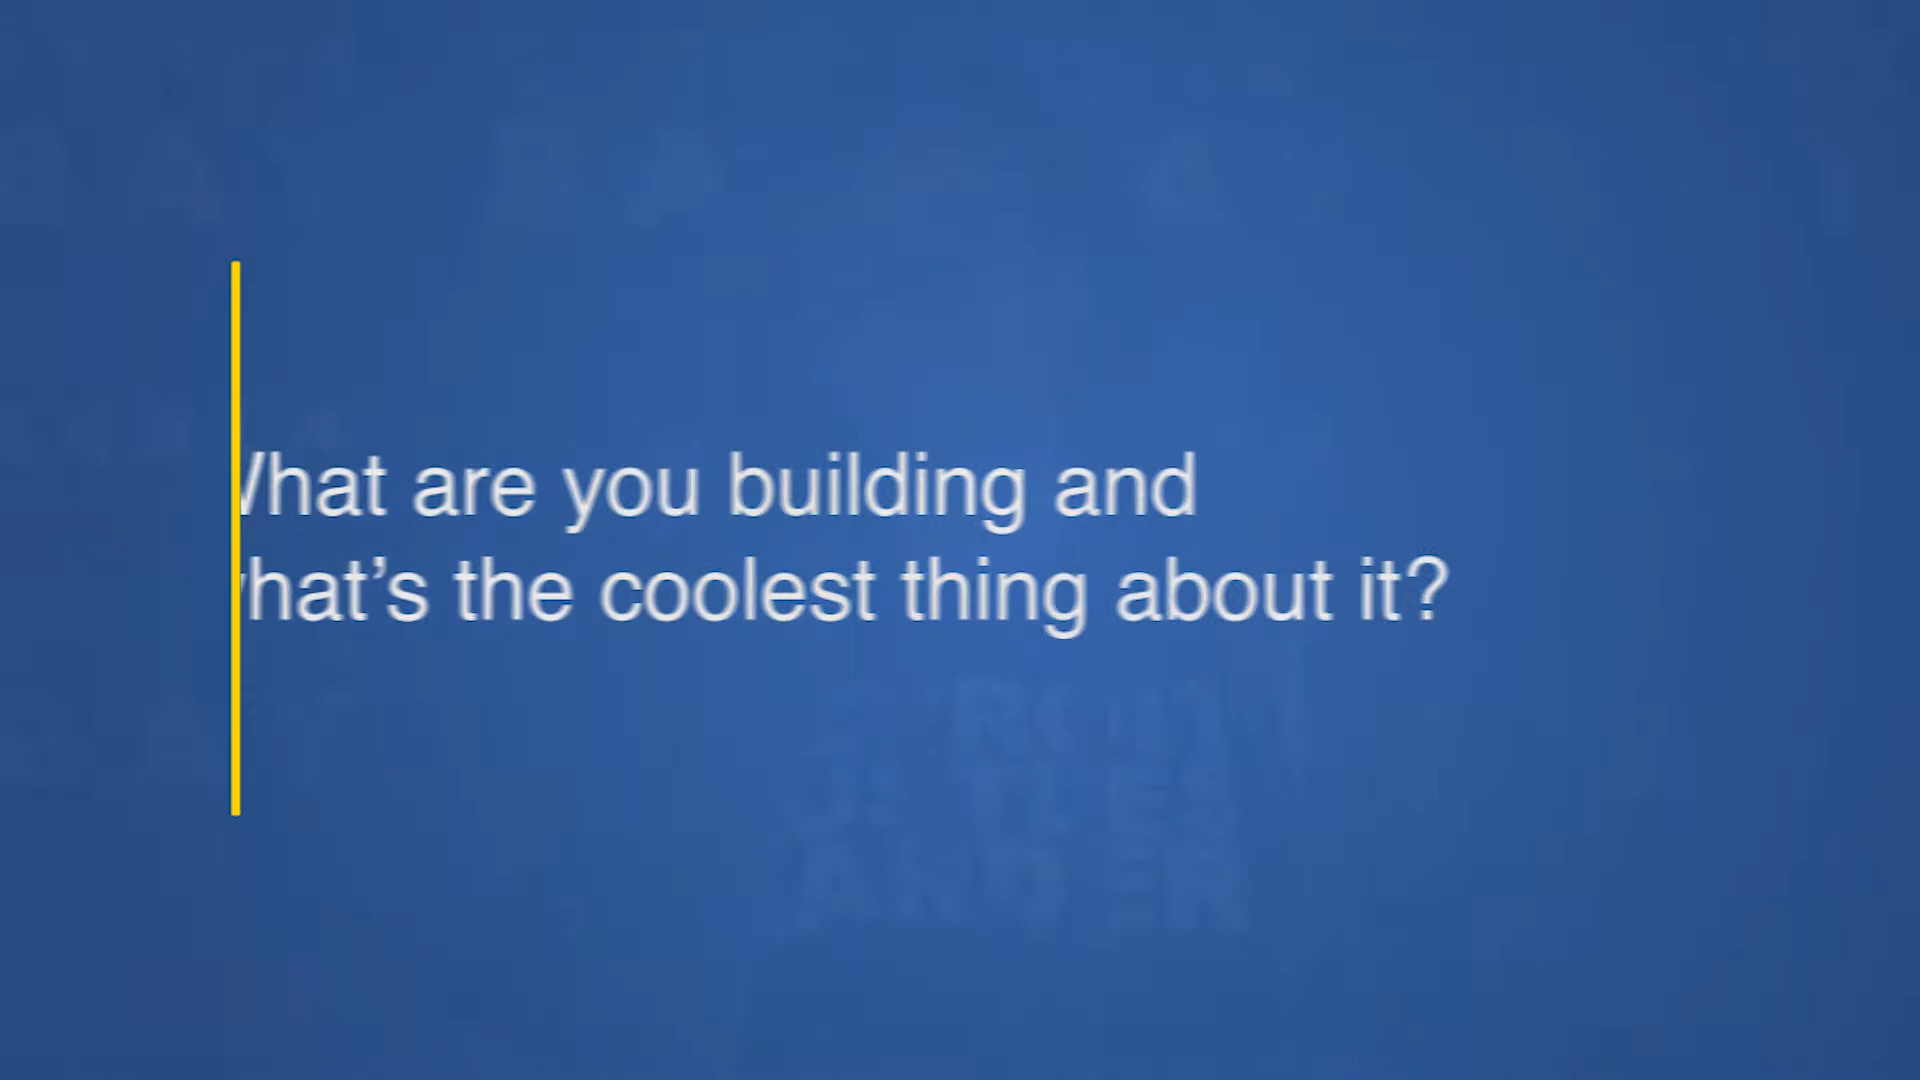 What are you building and
what’s the coolest thing about it?